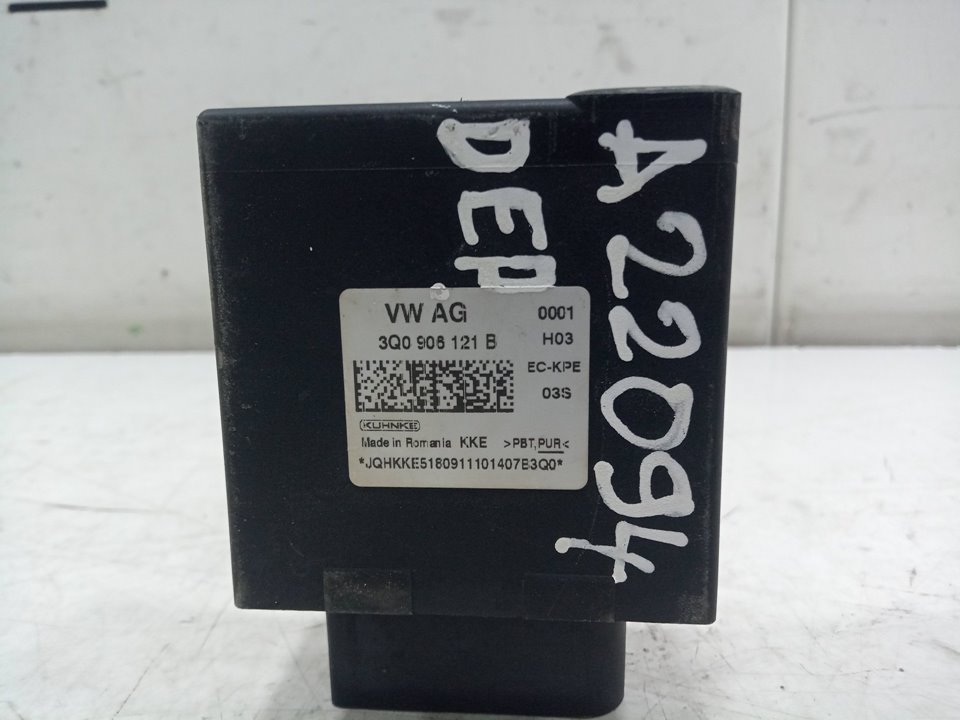 DEP
A22094
VW AG 0001
3Q0 906 121 B H03
EC-KPE
03S
KUHNKE
Made in Romania KKE >PBT,PUR<
*JQHKKE5180911101407E3Q0*